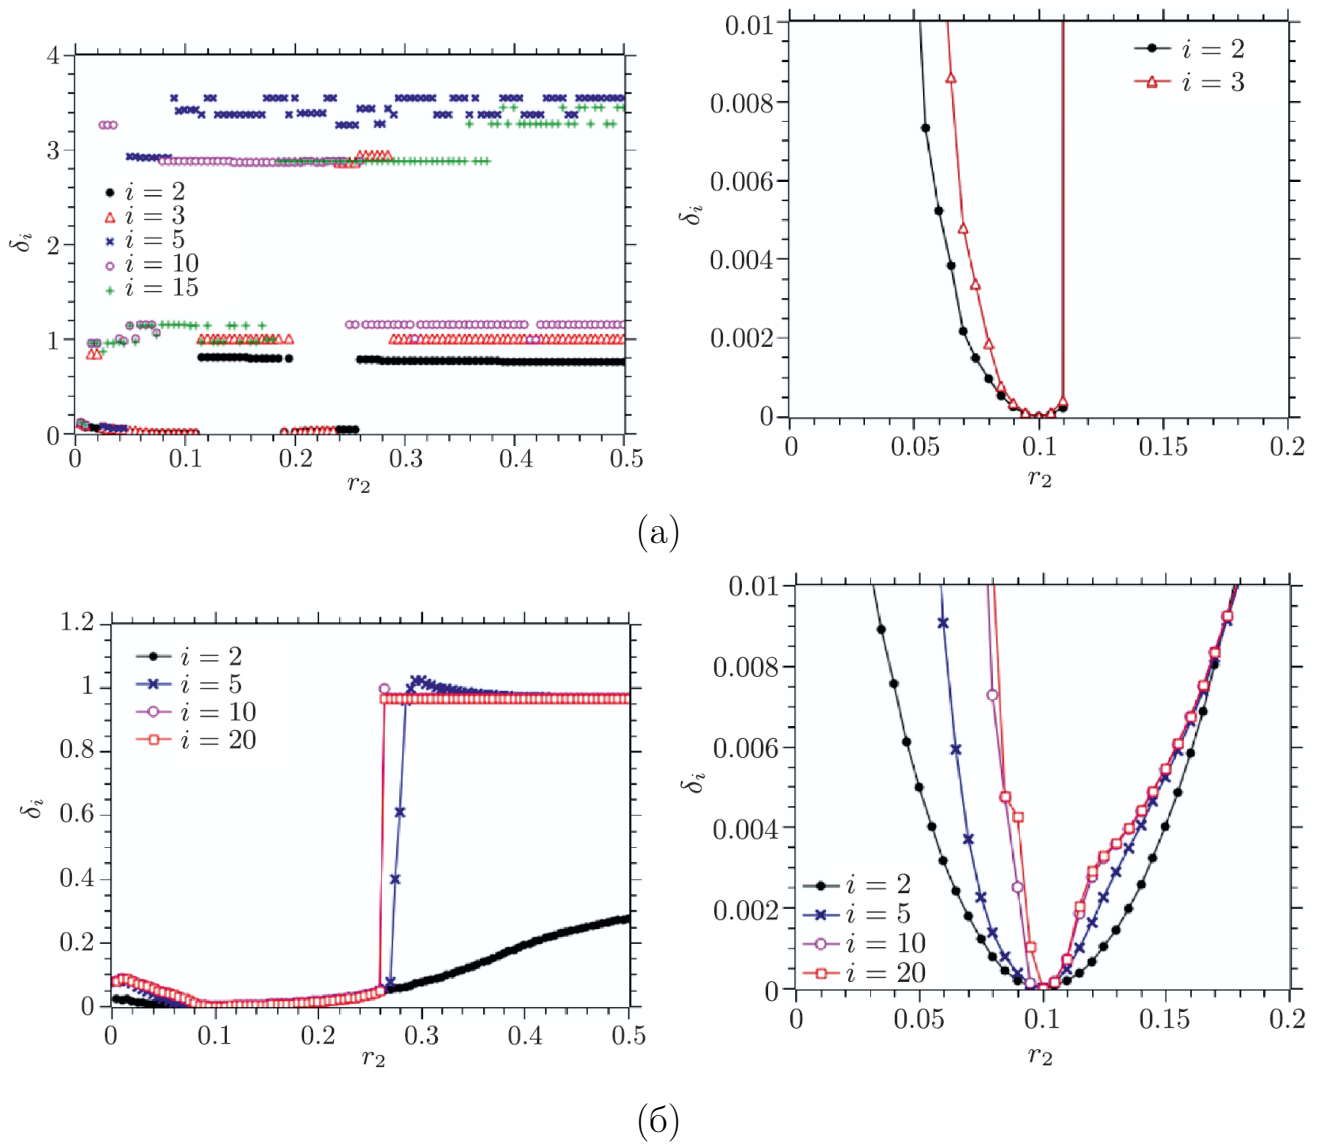 4
3
2
1
0
δᵢ
i = 2
i = 3
i = 5
i = 10
i = 15
0 0.1 0.2 0.3 0.4 0.5
r₂
0.01
0.008
0.006
0.004
0.002
0
δᵢ
i = 2
i = 3
0 0.05 0.1 0.15 0.2
r₂
(а)
1.2
1
0.8
0.6
0.4
0.2
0
δᵢ
i = 2
i = 5
i = 10
i = 20
0 0.1 0.2 0.3 0.4 0.5
r₂
0.01
0.008
0.006
0.004
0.002
0
δᵢ
i = 2
i = 5
i = 10
i = 20
0 0.05 0.1 0.15 0.2
r₂
(б)